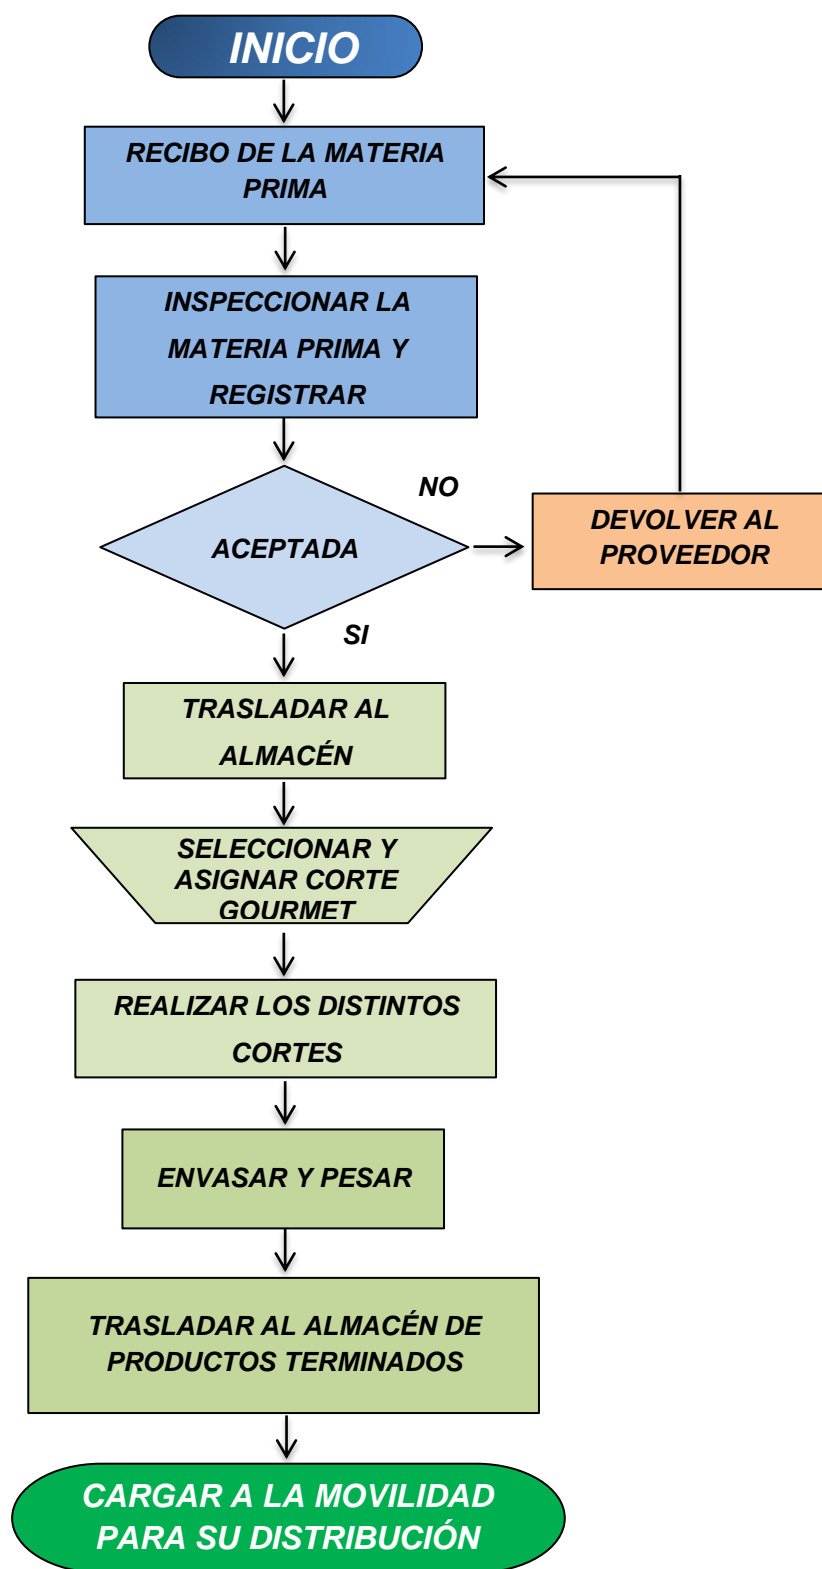 INICIO
RECIBO DE LA MATERIA
PRIMA
INSPECCIONAR LA
MATERIA PRIMA Y
REGISTRAR
NO
ACEPTADA
DEVOLVER AL
PROVEEDOR
SI
TRASLADAR AL
ALMACÉN
SELECCIONAR Y
ASIGNAR CORTE
GOURMET
REALIZAR LOS DISTINTOS
CORTES
ENVASAR Y PESAR
TRASLADAR AL ALMACÉN DE
PRODUCTOS TERMINADOS
CARGAR A LA MOVILIDAD
PARA SU DISTRIBUCIÓN